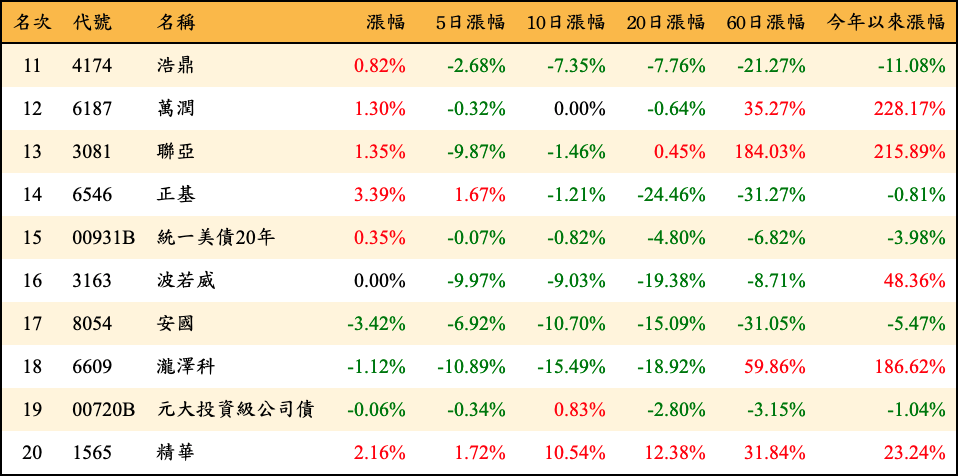 名次 代號 名稱 漲幅 5日漲幅 10日漲幅 20日漲幅 60日漲幅 今年以來漲幅
11 4174 浩鼎 0.82% -2.68% -7.35% -7.76% -21.27% -11.08%
12 6187 萬潤 1.30% -0.32% 0.00% -0.64% 35.27% 228.17%
13 3081 聯亞 1.35% -9.87% -1.46% 0.45% 184.03% 215.89%
14 6546 正基 3.39% 1.67% -1.21% -24.46% -31.27% -0.81%
15 00931B 統一美債20年 0.35% -0.07% -0.82% -4.80% -6.82% -3.98%
16 3163 波若威 0.00% -9.97% -9.03% -19.38% -8.71% 48.36%
17 8054 安國 -3.42% -6.92% -10.70% -15.09% -31.05% -5.47%
18 6609 瀧澤科 -1.12% -10.89% -15.49% -18.92% 59.86% 186.62%
19 00720B 元大投資級公司債 -0.06% -0.34% 0.83% -2.80% -3.15% -1.04%
20 1565 精華 2.16% 1.72% 10.54% 12.38% 31.84% 23.24%